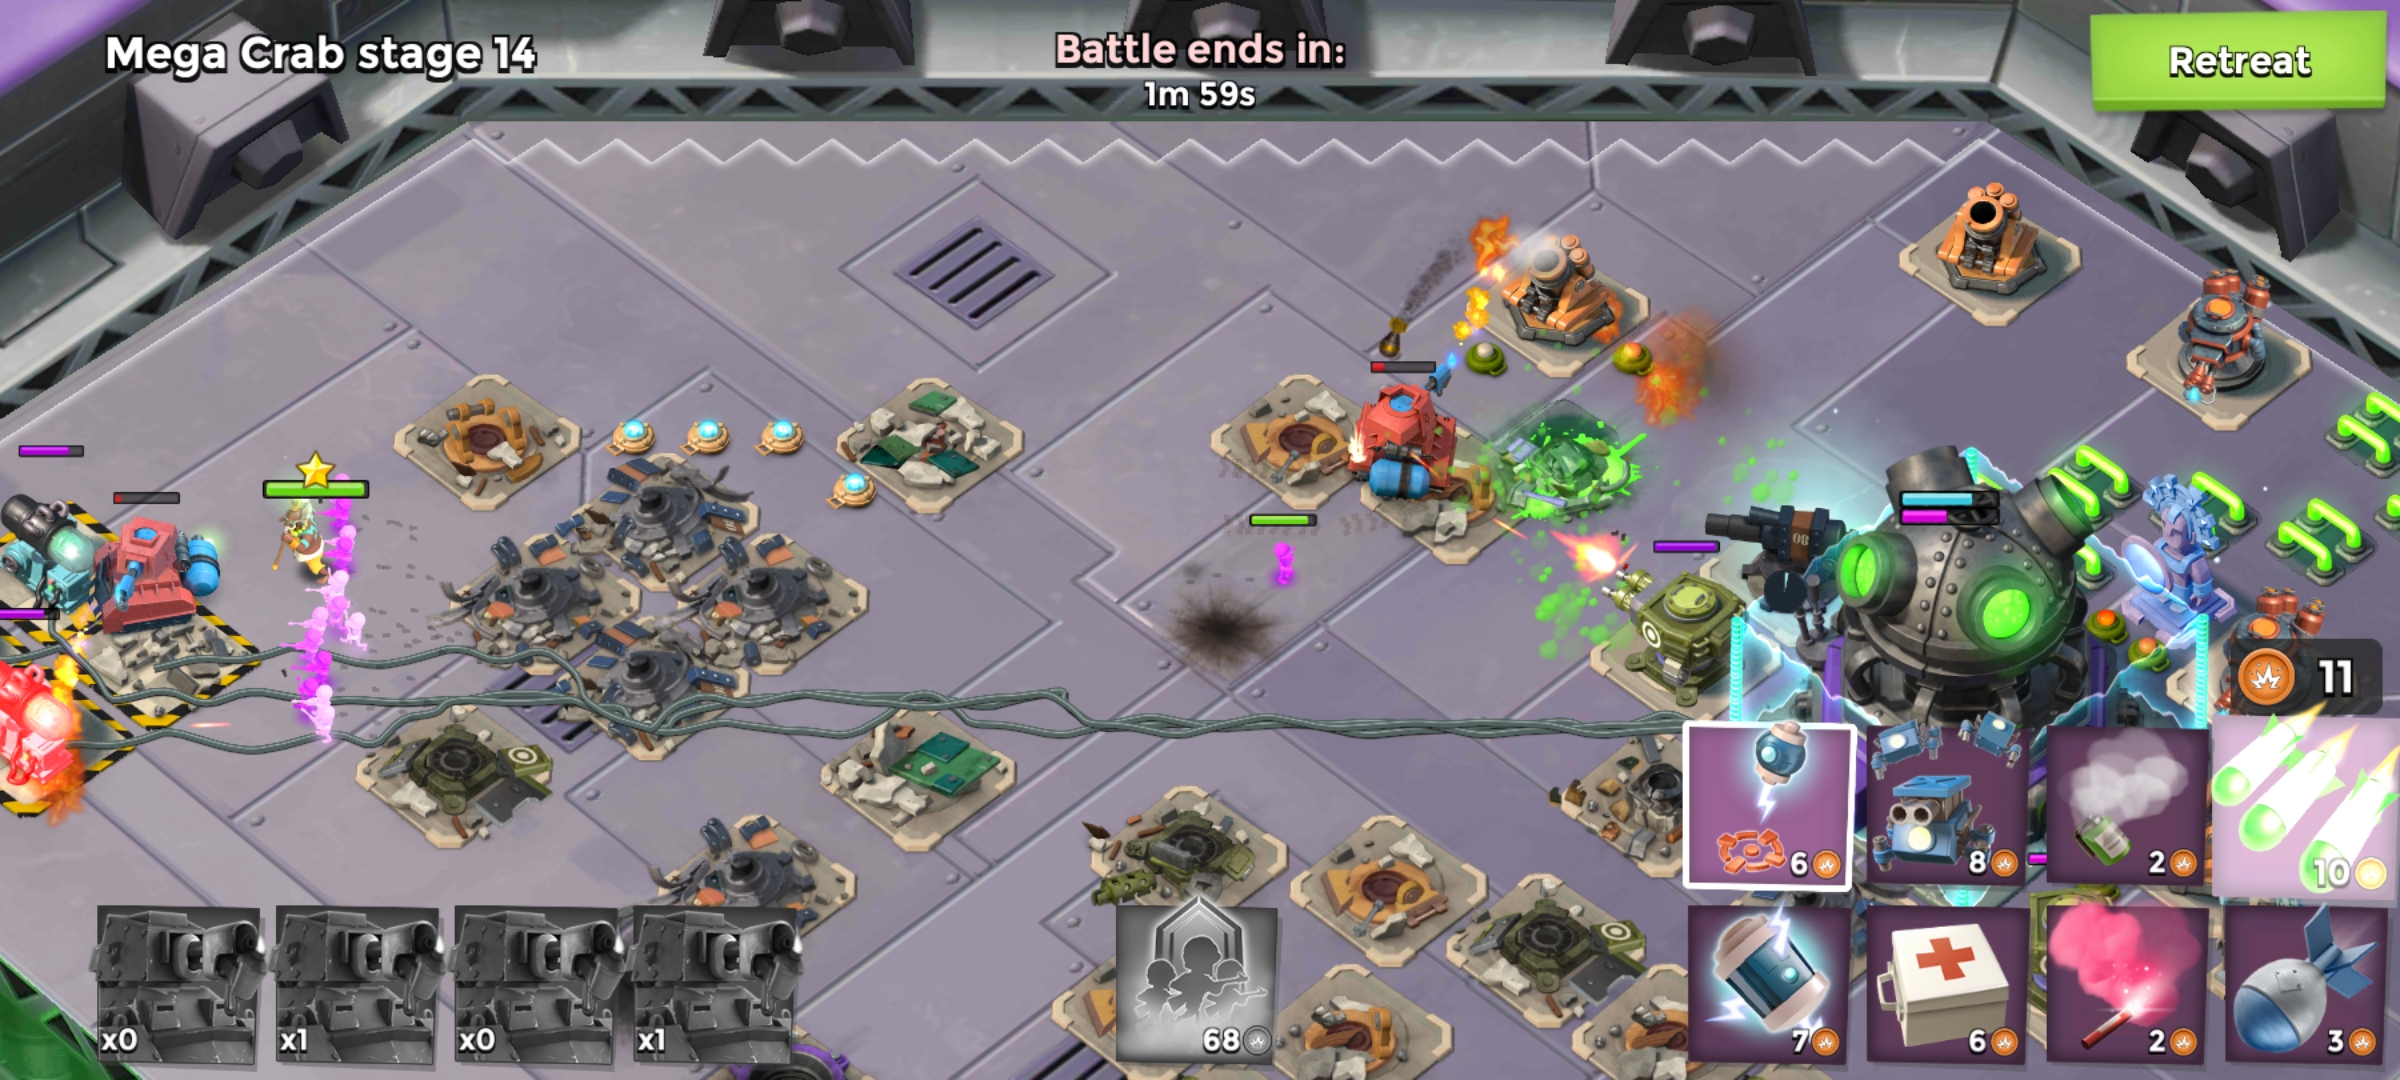 Mega Crab stage 14
Battle ends in:
1m 59s
Retreat
08
11
6
8
2
10
x0
x1
x0
x1
68
7
6
2
3